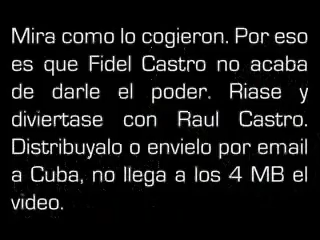 Mira como lo cogieron. Por eso
es que Fidel Castro no acaba
de darle el poder. Riase y
diviertase con Raul Castro.
Distribuyalo o envielo por email
a Cuba, no llega a los 4 MB el
video.